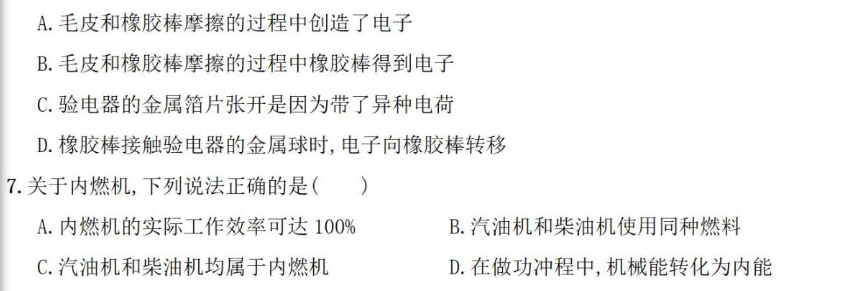 A. 毛皮和橡胶棒摩擦的过程中创造了电子
B. 毛皮和橡胶棒摩擦的过程中橡胶棒得到电子
C. 验电器的金属箔片张开是因为带了异种电荷
D. 橡胶棒接触验电器的金属球时, 电子向橡胶棒转移
7. 关于内燃机, 下列说法正确的是(　　)
A. 内燃机的实际工作效率可达 100%　　B. 汽油机和柴油机使用同种燃料
C. 汽油机和柴油机均属于内燃机　　D. 在做功冲程中, 机械能转化为内能